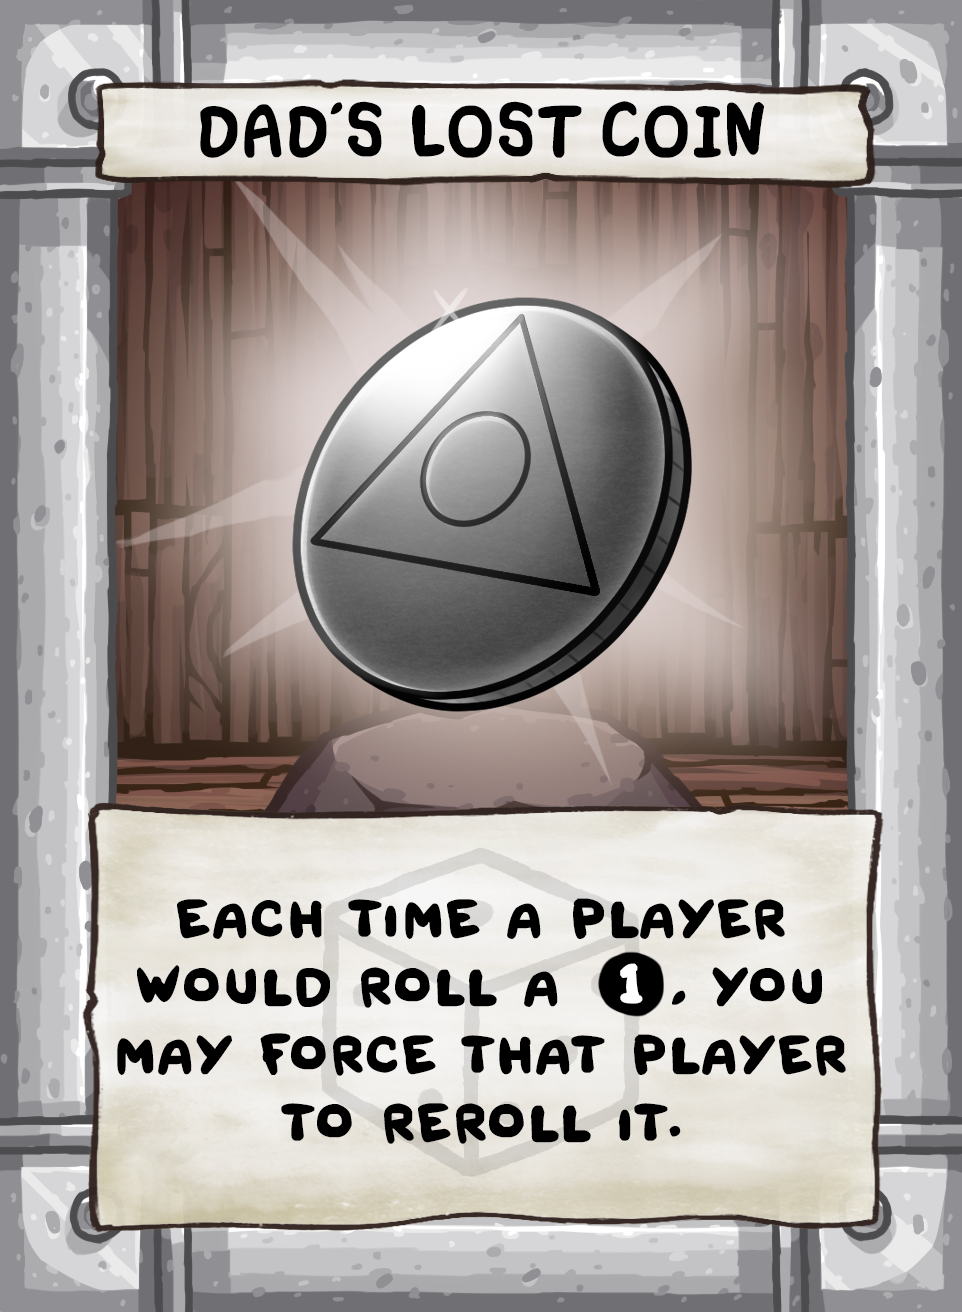 DAD'S LOST COIN
EACH TIME A PLAYER
WOULD ROLL A 1, YOU
MAY FORCE THAT PLAYER
TO REROLL IT.